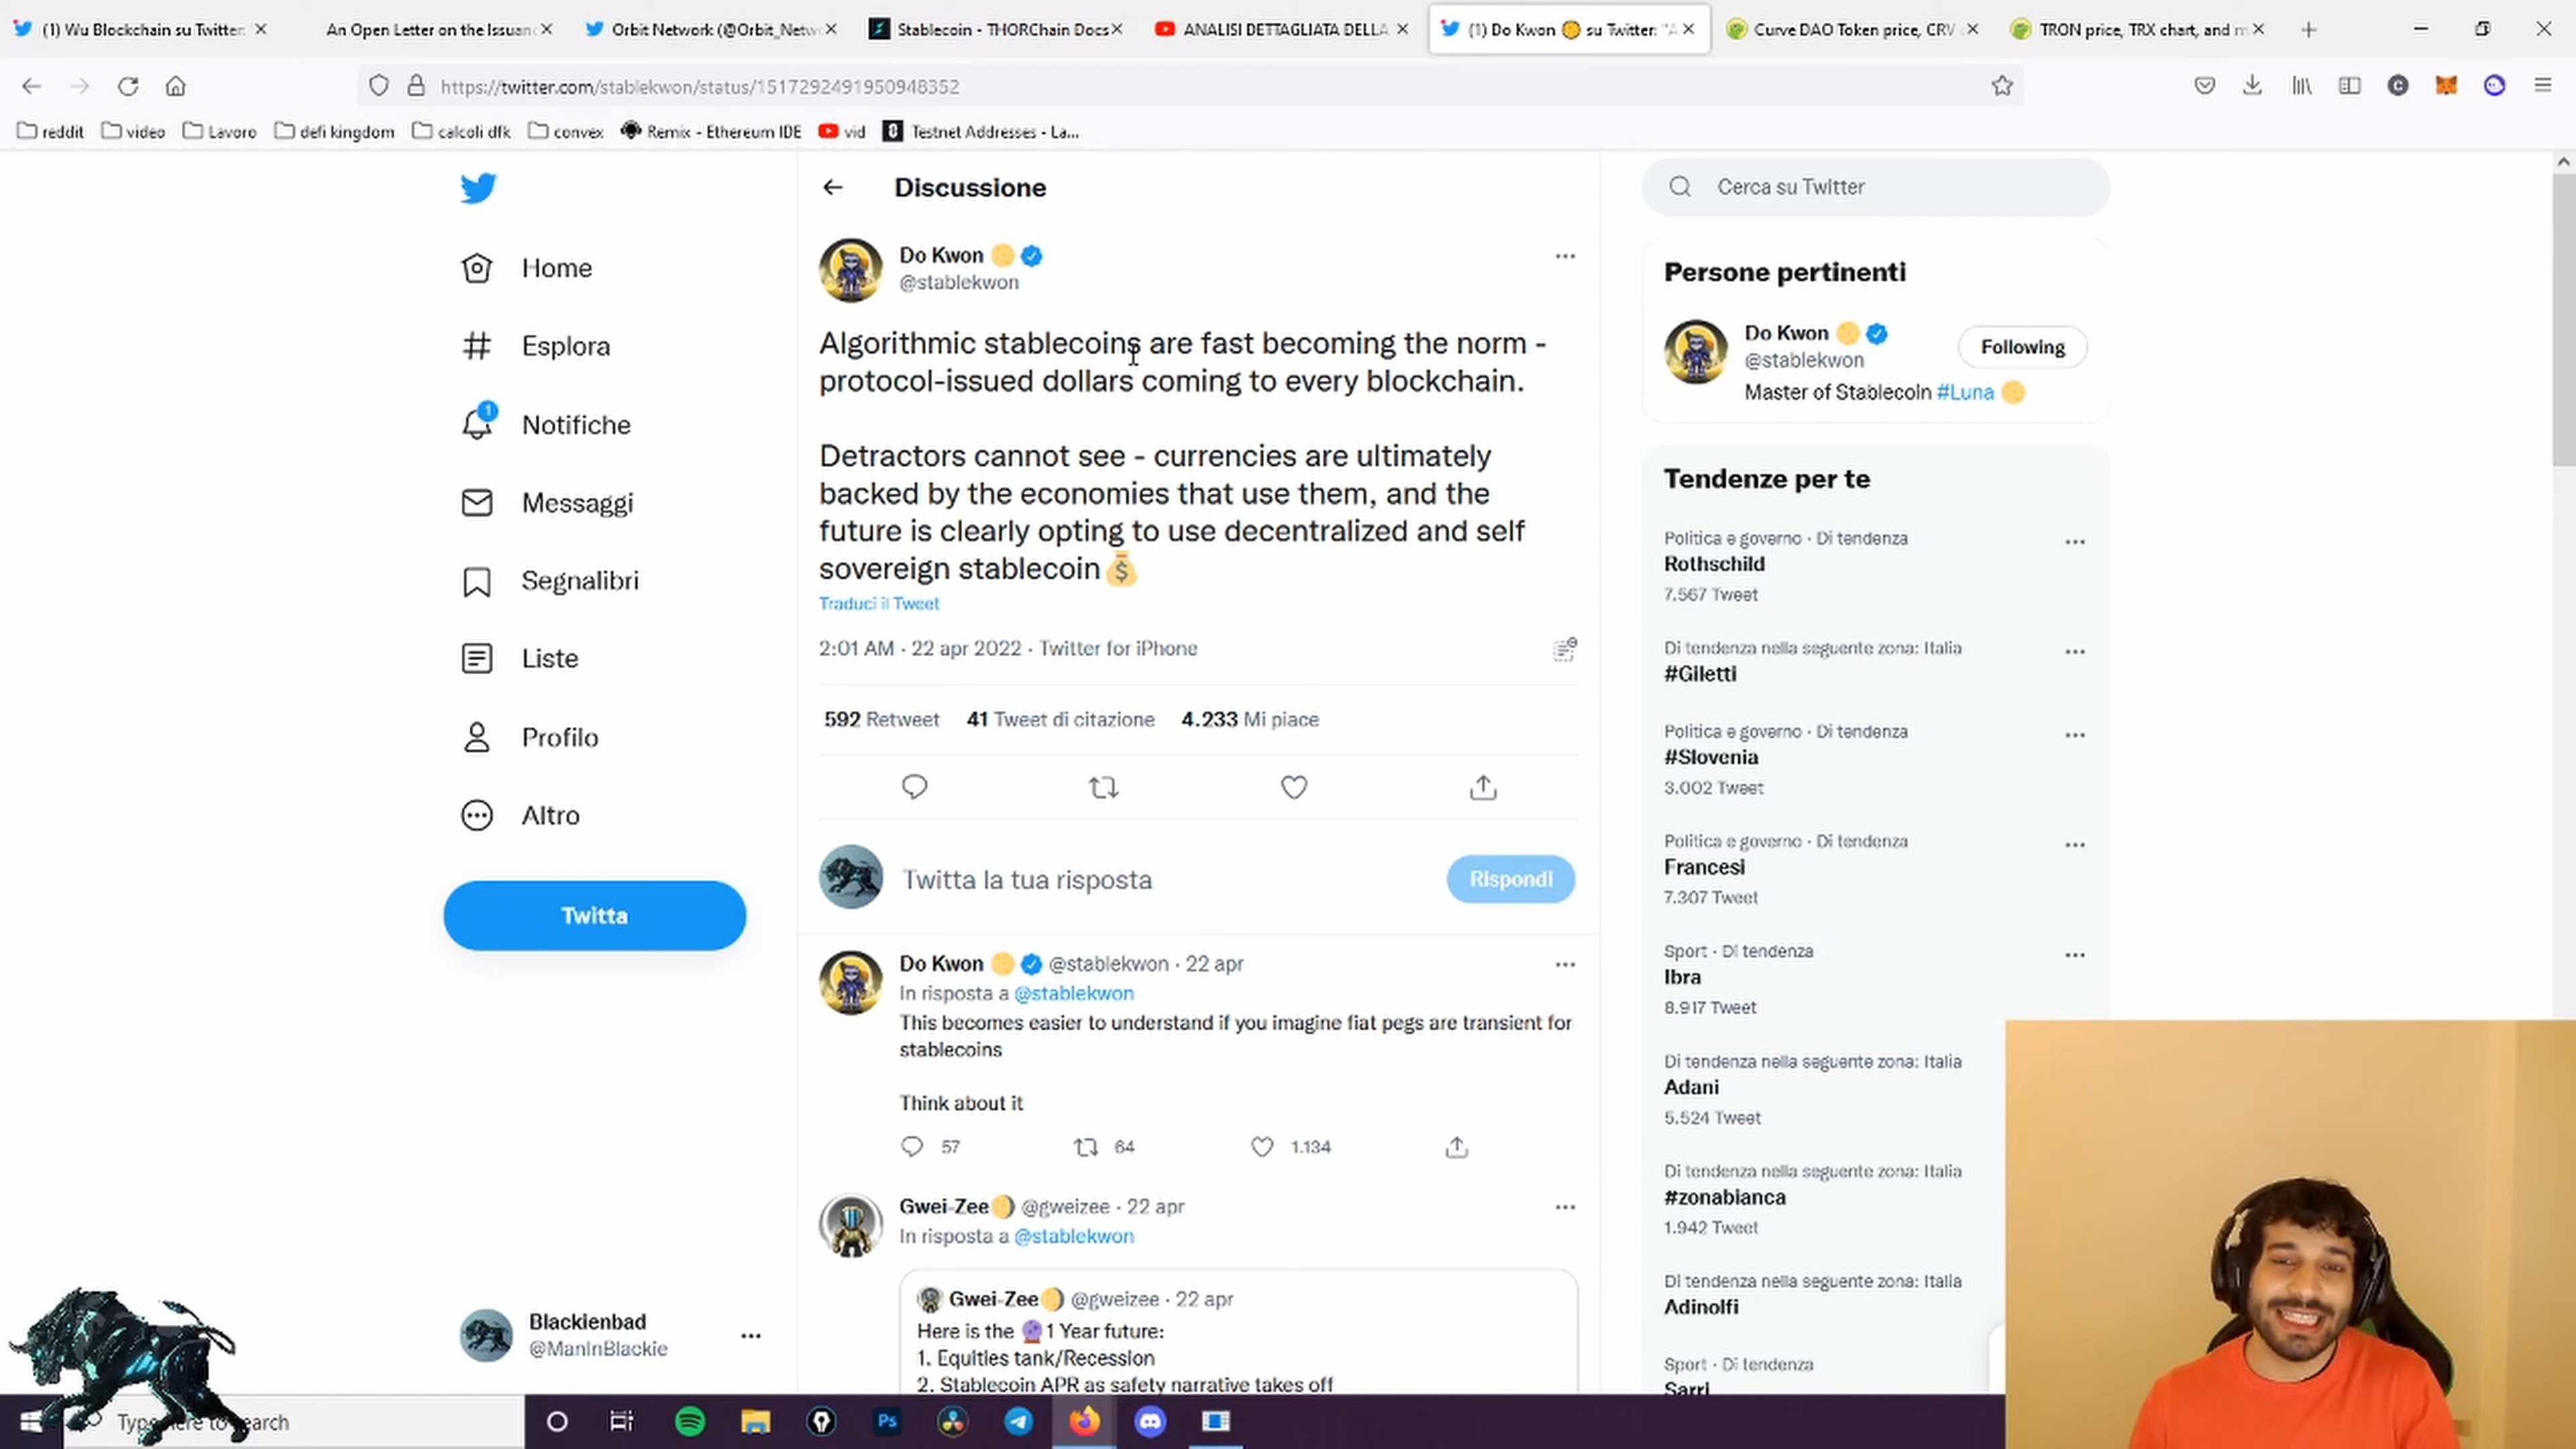 (1) Wu Blockchain su Twitter:
An Open Letter on the Issuan
Orbit Network (@Orbit_Netw
Stablecoin - THORChain Docs
ANALISI DETTAGLIATA DELLA
(1) Do Kwon su Twitter: "A
Curve DAO Token price, CRV
TRON price, TRX chart, and m
https://twitter.com/stablekwon/status/1517292491950948352
reddit
video
Lavoro
defi kingdom
calcoli dfk
convex
Remix - Ethereum IDE
vid
Testnet Addresses - La...
Home
Esplora
1
Notifiche
Messaggi
Segnalibri
Liste
Profilo
Altro
Twitta
Blackienbad
@ManInBlackie
Discussione
Do Kwon
@stablekwon
Algorithmic stablecoins are fast becoming the norm -
protocol-issued dollars coming to every blockchain.
Detractors cannot see - currencies are ultimately
backed by the economies that use them, and the
future is clearly opting to use decentralized and self
sovereign stablecoin💰
Traduci il Tweet
2:01 AM · 22 apr 2022 · Twitter for iPhone
592 Retweet 41 Tweet di citazione 4.233 Mi piace
Twitta la tua risposta
Rispondi
Do Kwon @stablekwon · 22 apr
In risposta a @stablekwon
This becomes easier to understand if you imagine fiat pegs are transient for
stablecoins
Think about it
57 64 1.134
Gwei-Zee @gweizee · 22 apr
In risposta a @stablekwon
Gwei-Zee @gweizee · 22 apr
Here is the 🔮1 Year future:
1. Equities tank/Recession
2. Stablecoin APR as safety narrative takes off
Cerca su Twitter
Persone pertinenti
Do Kwon
@stablekwon
Following
Master of Stablecoin #Luna
Tendenze per te
Politica e governo · Di tendenza
Rothschild
7.567 Tweet
Di tendenza nella seguente zona: Italia
#Giletti
Politica e governo · Di tendenza
#Slovenia
3.002 Tweet
Politica e governo · Di tendenza
Francesi
7.307 Tweet
Sport · Di tendenza
Ibra
8.917 Tweet
Di tendenza nella seguente zona: Italia
Adani
5.524 Tweet
Di tendenza nella seguente zona: Italia
#zonabianca
1.942 Tweet
Di tendenza nella seguente zona: Italia
Adinolfi
Sport · Di tendenza
Sarri
Type here to search
Ps